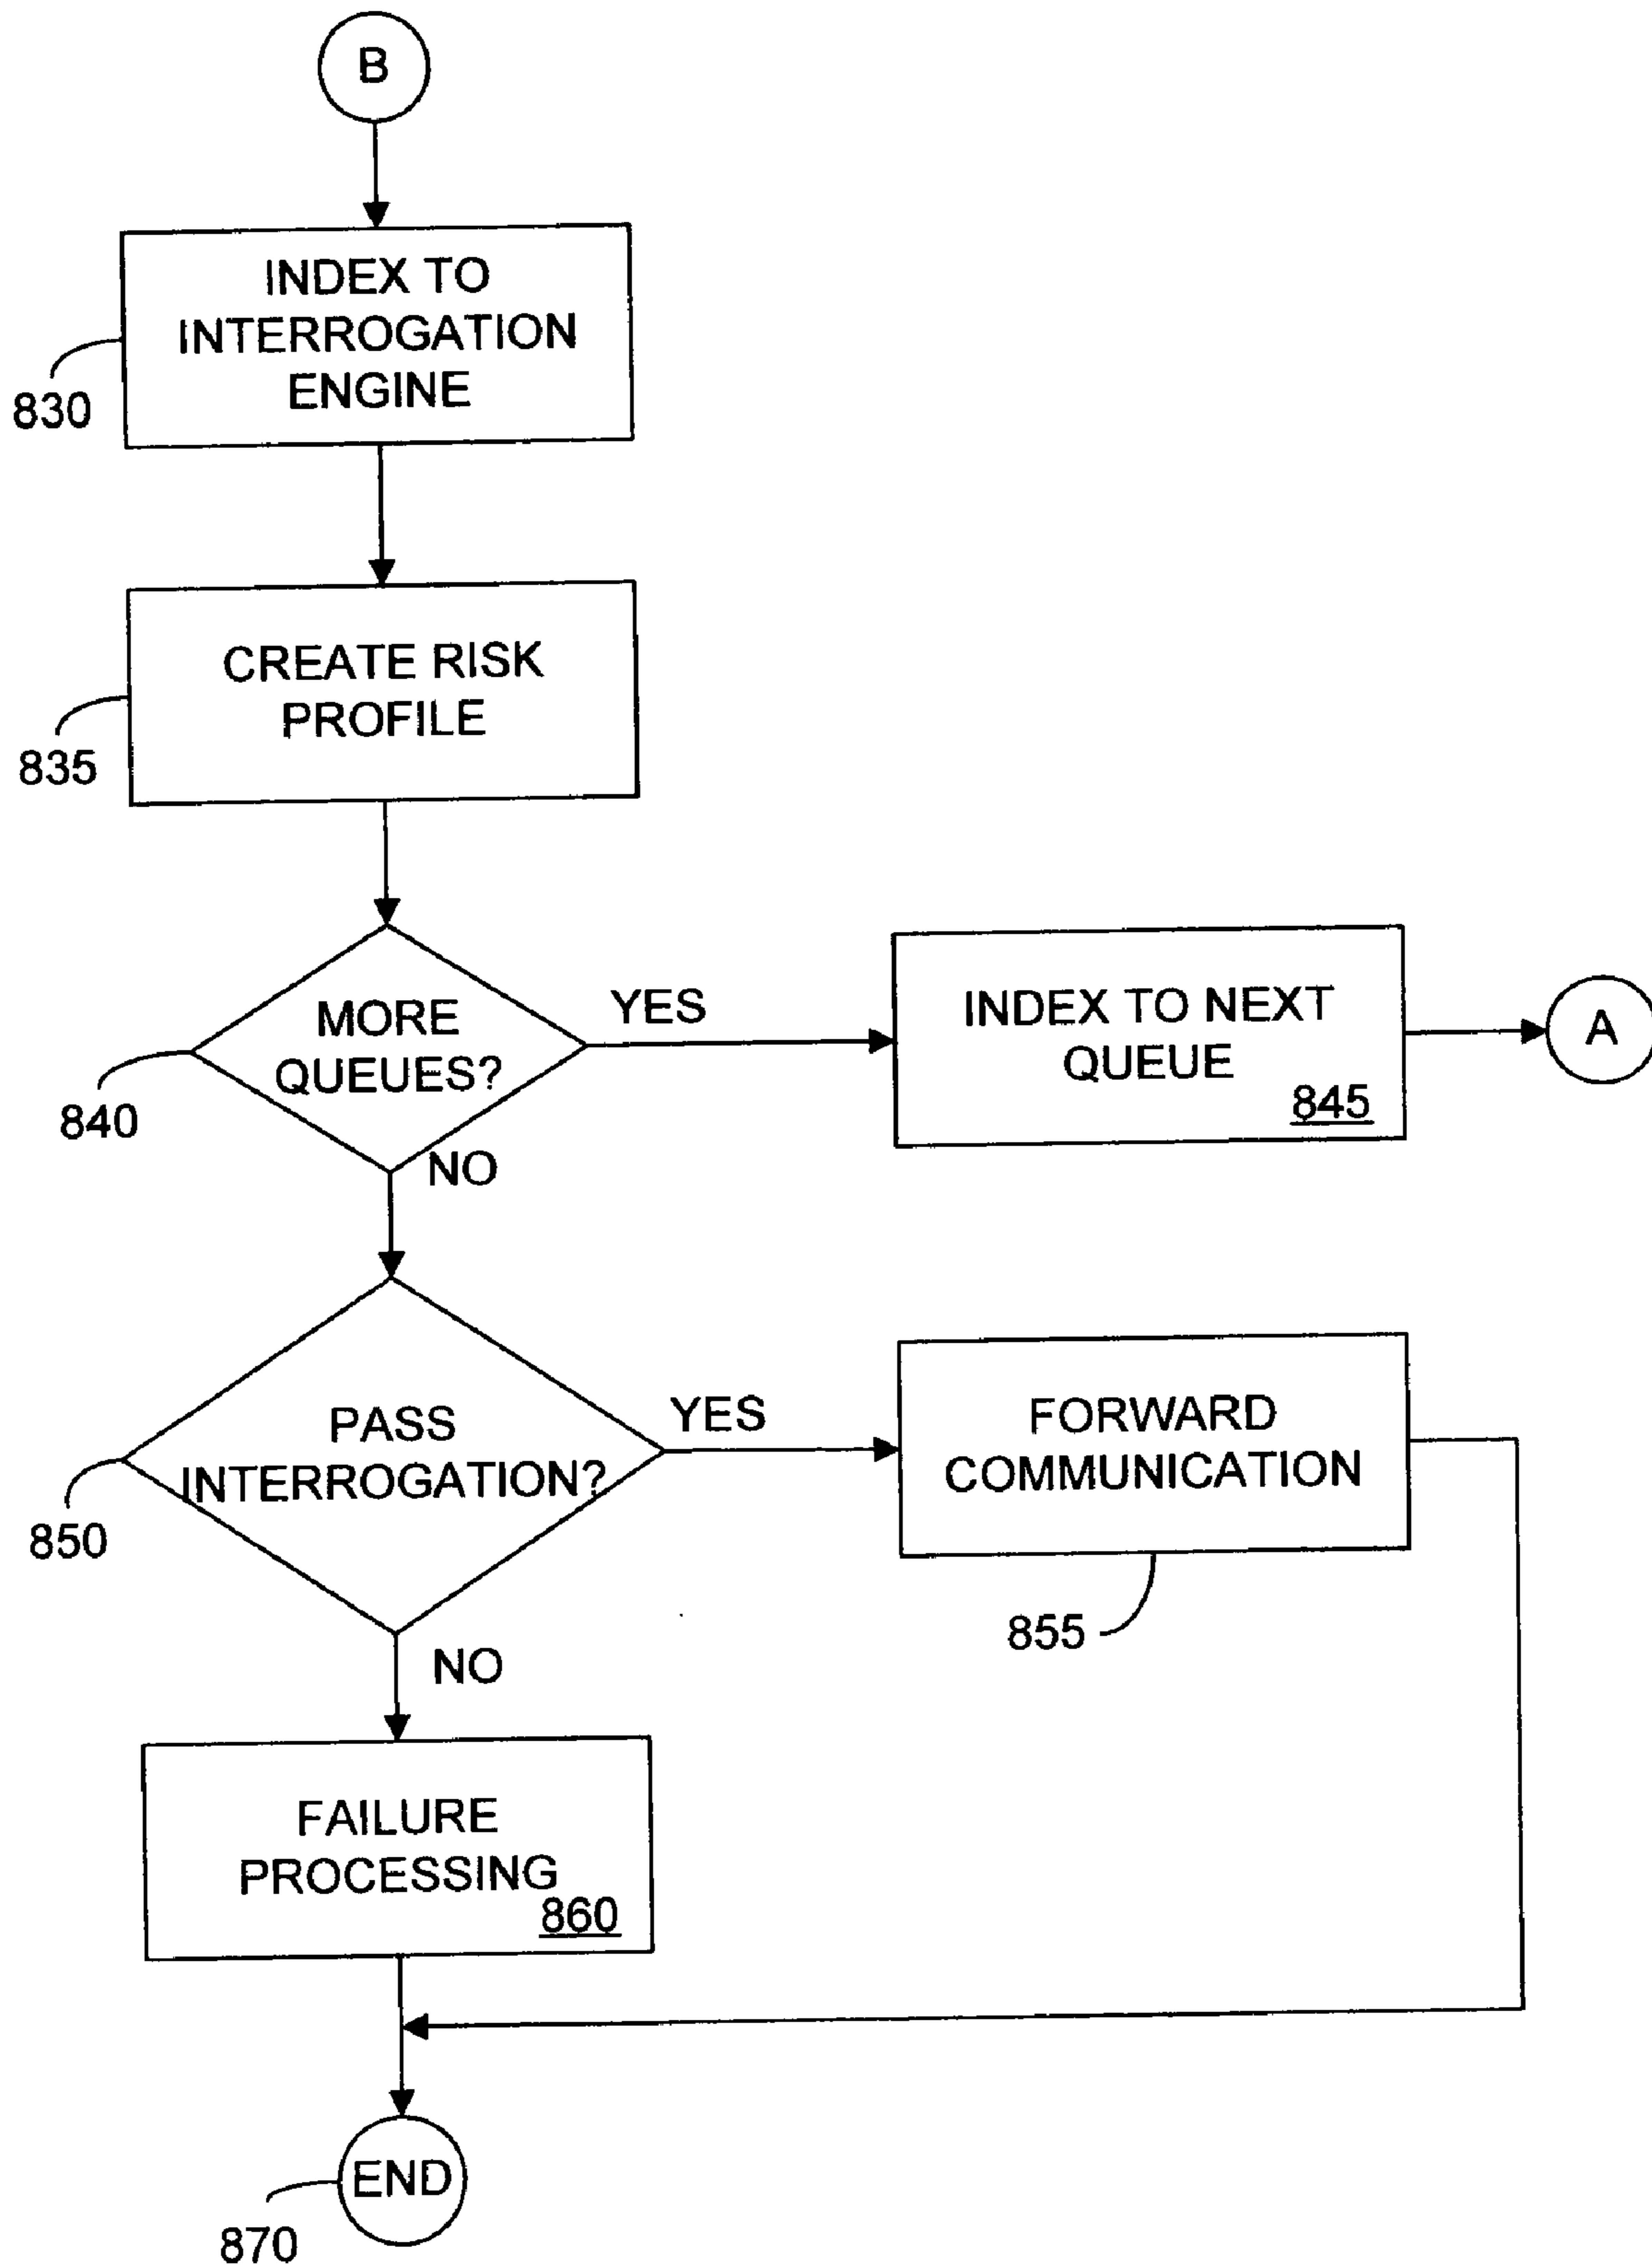 B
INDEX TO
INTERROGATION
ENGINE
830
CREATE RISK
PROFILE
835
MORE
QUEUES?
840
YES
INDEX TO NEXT
QUEUE
845
A
NO
PASS
INTERROGATION?
850
YES
FORWARD
COMMUNICATION
855
NO
FAILURE
PROCESSING
860
END
870